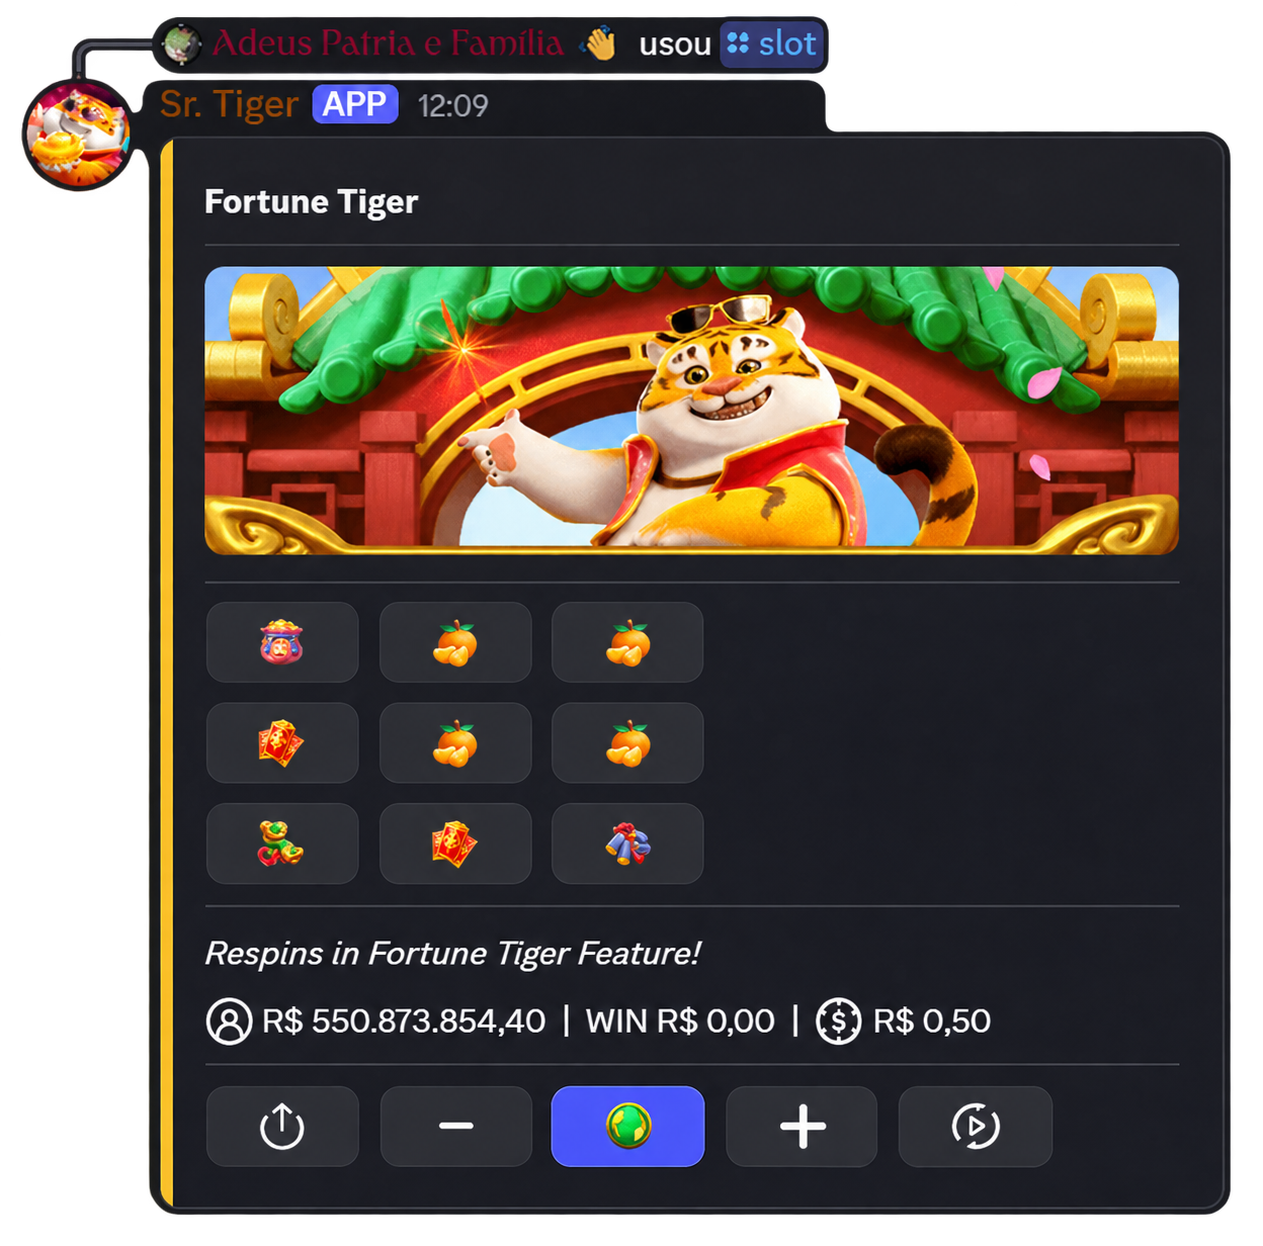 Adeus Patria e Família 👋 usou slot
Sr. Tiger APP 12:09
Fortune Tiger
Respins in Fortune Tiger Feature!
R$ 550.873.854,40 | WIN R$ 0,00 | R$ 0,50